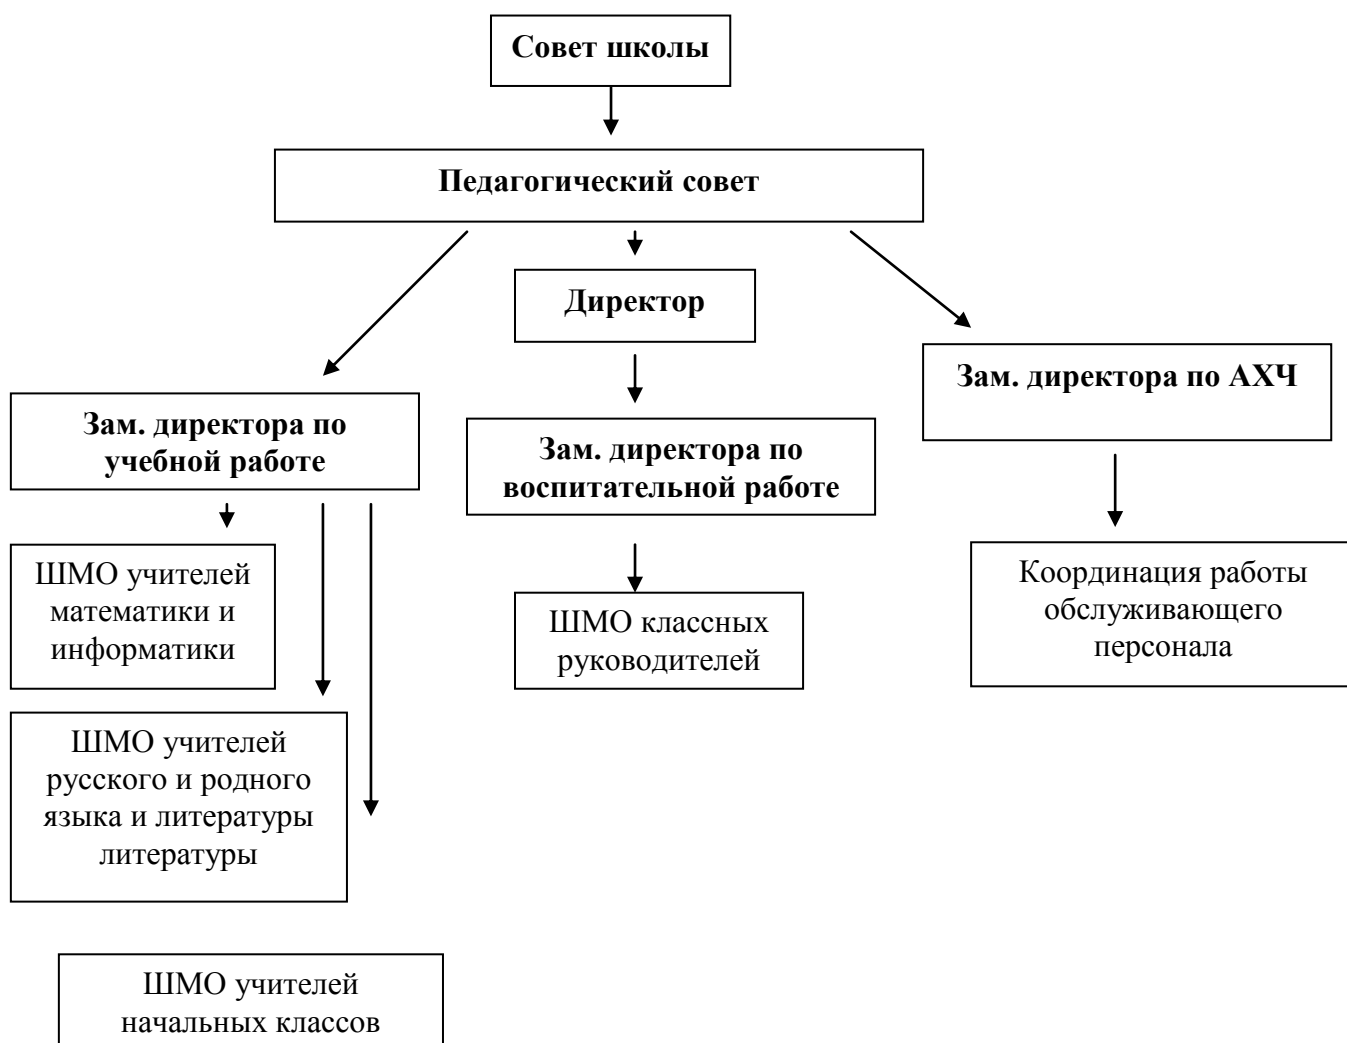 Совет школы
Педагогический совет
Директор
Зам. директора по АХЧ
Зам. директора по
учебной работе
Зам. директора по
воспитательной работе
ШМО учителей
математики и
информатики
ШМО классных
руководителей
Координация работы
обслуживающего
персонала
ШМО учителей
русского и родного
языка и литературы
литературы
ШМО учителей
начальных классов